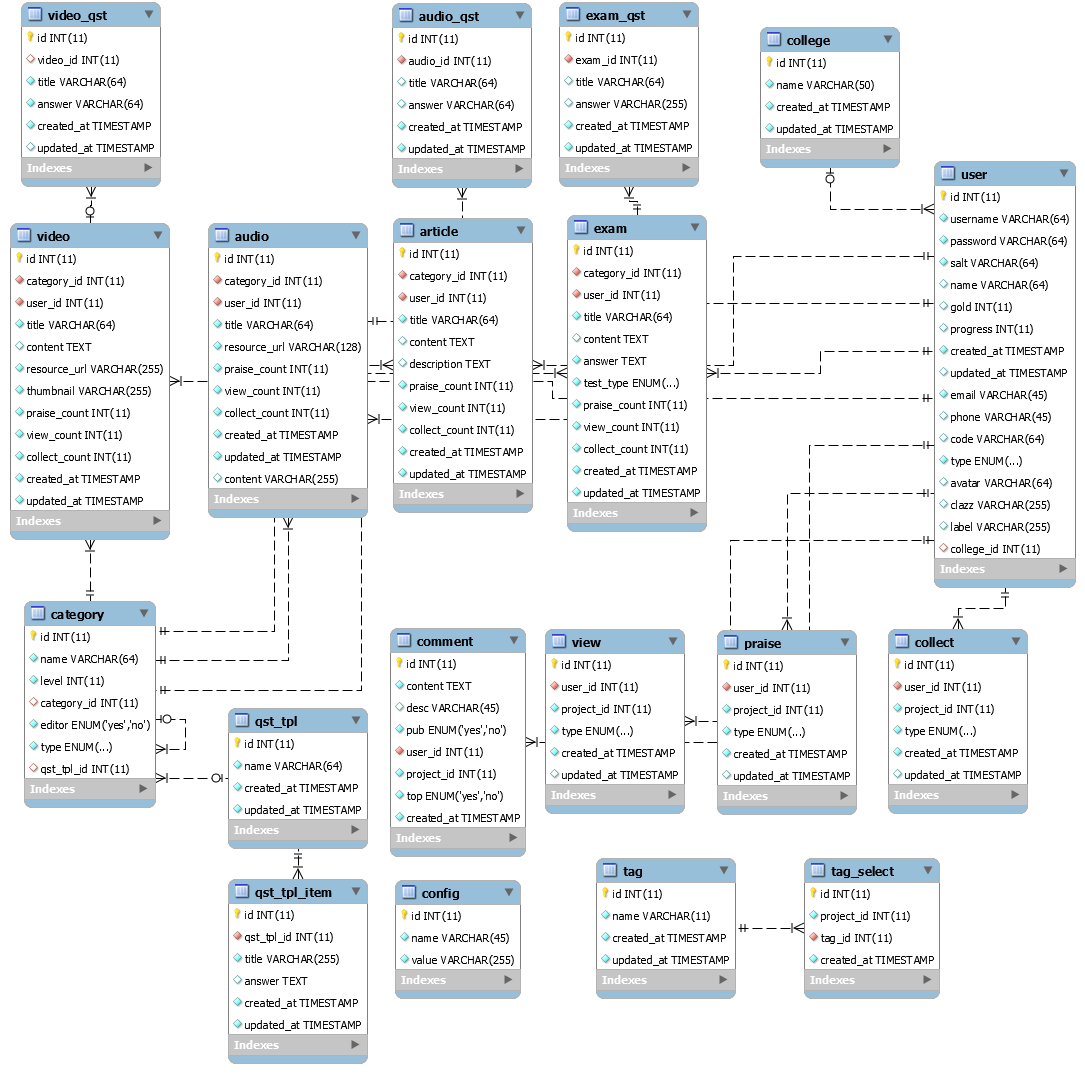 video_qst
id INT(11)
video_id INT(11)
title VARCHAR(64)
answer VARCHAR(64)
created_at TIMESTAMP
updated_at TIMESTAMP
Indexes
audio_qst
id INT(11)
audio_id INT(11)
title VARCHAR(64)
answer VARCHAR(64)
created_at TIMESTAMP
updated_at TIMESTAMP
Indexes
exam_qst
id INT(11)
exam_id INT(11)
title VARCHAR(64)
answer VARCHAR(255)
created_at TIMESTAMP
updated_at TIMESTAMP
Indexes
college
id INT(11)
name VARCHAR(50)
created_at TIMESTAMP
updated_at TIMESTAMP
Indexes
user
id INT(11)
username VARCHAR(64)
password VARCHAR(64)
salt VARCHAR(64)
name VARCHAR(64)
gold INT(11)
progress INT(11)
created_at TIMESTAMP
updated_at TIMESTAMP
email VARCHAR(45)
phone VARCHAR(45)
code VARCHAR(64)
type ENUM(...)
avatar VARCHAR(64)
clazz VARCHAR(255)
label VARCHAR(255)
college_id INT(11)
Indexes
video
id INT(11)
category_id INT(11)
user_id INT(11)
title VARCHAR(64)
content TEXT
resource_url VARCHAR(255)
thumbnail VARCHAR(255)
praise_count INT(11)
view_count INT(11)
collect_count INT(11)
created_at TIMESTAMP
updated_at TIMESTAMP
Indexes
audio
id INT(11)
category_id INT(11)
user_id INT(11)
title VARCHAR(64)
resource_url VARCHAR(128)
praise_count INT(11)
view_count INT(11)
collect_count INT(11)
created_at TIMESTAMP
updated_at TIMESTAMP
content VARCHAR(255)
Indexes
article
id INT(11)
category_id INT(11)
user_id INT(11)
title VARCHAR(64)
content TEXT
description TEXT
praise_count INT(11)
view_count INT(11)
collect_count INT(11)
created_at TIMESTAMP
updated_at TIMESTAMP
Indexes
exam
id INT(11)
category_id INT(11)
user_id INT(11)
title VARCHAR(64)
content TEXT
answer TEXT
test_type ENUM(...)
praise_count INT(11)
view_count INT(11)
collect_count INT(11)
created_at TIMESTAMP
updated_at TIMESTAMP
Indexes
category
id INT(11)
name VARCHAR(64)
level INT(11)
category_id INT(11)
editor ENUM('yes','no')
type ENUM(...)
qst_tpl_id INT(11)
Indexes
qst_tpl
id INT(11)
name VARCHAR(64)
created_at TIMESTAMP
updated_at TIMESTAMP
Indexes
comment
id INT(11)
content TEXT
desc VARCHAR(45)
pub ENUM('yes','no')
user_id INT(11)
project_id INT(11)
top ENUM('yes','no')
created_at TIMESTAMP
Indexes
view
id INT(11)
user_id INT(11)
project_id INT(11)
type ENUM(...)
created_at TIMESTAMP
updated_at TIMESTAMP
Indexes
praise
id INT(11)
user_id INT(11)
project_id INT(11)
type ENUM(...)
created_at TIMESTAMP
updated_at TIMESTAMP
Indexes
collect
id INT(11)
user_id INT(11)
project_id INT(11)
type ENUM(...)
created_at TIMESTAMP
updated_at TIMESTAMP
Indexes
qst_tpl_item
id INT(11)
qst_tpl_id INT(11)
title VARCHAR(255)
answer TEXT
created_at TIMESTAMP
updated_at TIMESTAMP
Indexes
config
id INT(11)
name VARCHAR(45)
value VARCHAR(255)
Indexes
tag
id INT(11)
name VARCHAR(11)
created_at TIMESTAMP
updated_at TIMESTAMP
Indexes
tag_select
id INT(11)
project_id INT(11)
tag_id INT(11)
created_at TIMESTAMP
Indexes